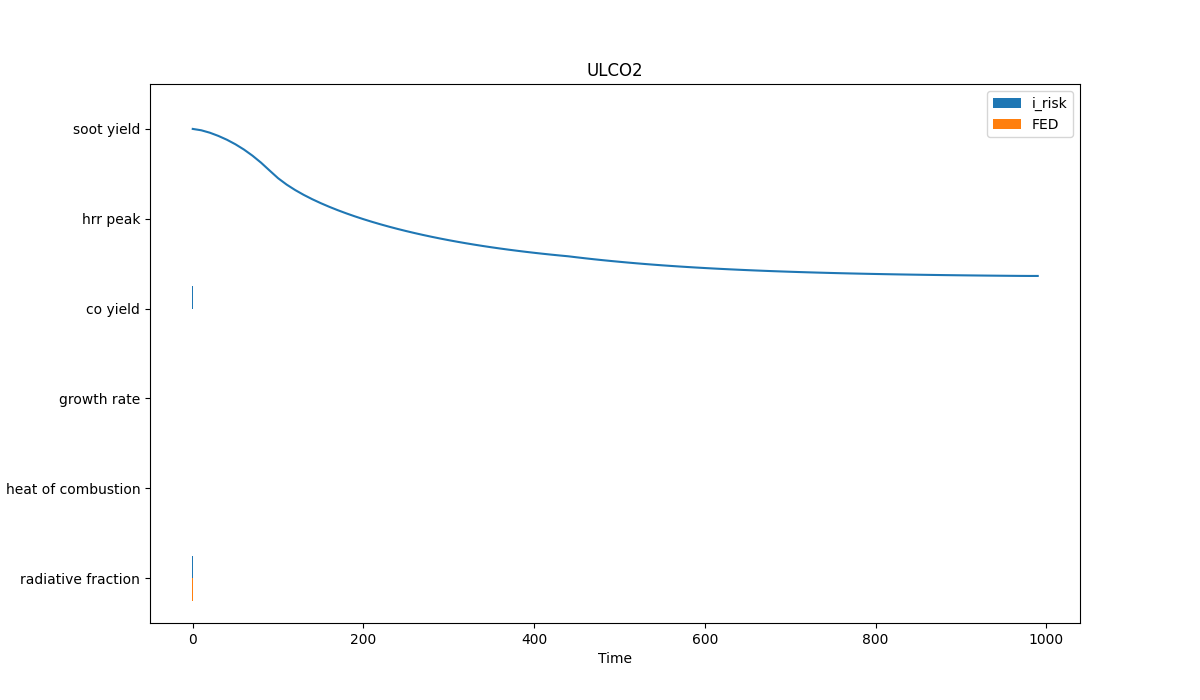 ULCO2
i_risk
FED
soot yield
hrr peak
co yield
growth rate
heat of combustion
radiative fraction
0 200 400 600 800 1000
Time